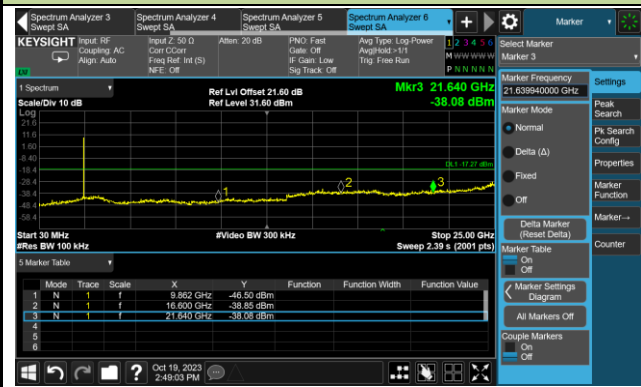 Spectrum Analyzer 3
Swept SA
Spectrum Analyzer 4
Swept SA
Spectrum Analyzer 5
Swept SA
Spectrum Analyzer 6
Swept SA
Marker
KEYSIGHT
Input: RF
Coupling: AC
Align: Auto
Input Z: 50 Ω
Corr CCorr
Freq Ref: Int (S)
NFE: Off
Atten: 20 dB
PNO: Fast
Gate: Off
IF Gain: Low
Sig Track: Off
Avg Type: Log-Power
Avg|Hold:>1/1
Trig: Free Run
1 2 3 4 5 6
M W W W W W
P N N N N N
Select Marker
Marker 3
1 Spectrum
Scale/Div 10 dB
Ref Lvl Offset 21.60 dB
Ref Level 31.60 dBm
Mkr3 21.640 GHz
-38.08 dBm
Log
21.6
11.6
1.60
-8.40
-18.4
-28.4
-38.4
-48.4
-58.4
DL1 -17.27 dBm
1
2
3
Start 30 MHz
#Res BW 100 kHz
#Video BW 300 kHz
Stop 25.00 GHz
Sweep 2.39 s (2001 pts)
5 Marker Table
Mode Trace Scale X Y Function Function Width Function Value
1 N 1 f 9.862 GHz -46.50 dBm
2 N 1 f 16.600 GHz -38.85 dBm
3 N 1 f 21.640 GHz -38.08 dBm
4
5
6
Marker Frequency
21.639940000 GHz
Marker Mode
Normal
Delta (Δ)
Fixed
Off
Delta Marker
(Reset Delta)
Marker Table
On
Off
Marker Settings
Diagram
All Markers Off
Couple Markers
On
Off
Settings
Peak
Search
Pk Search
Config
Properties
Marker
Function
Marker→
Counter
Oct 19, 2023
2:49:03 PM